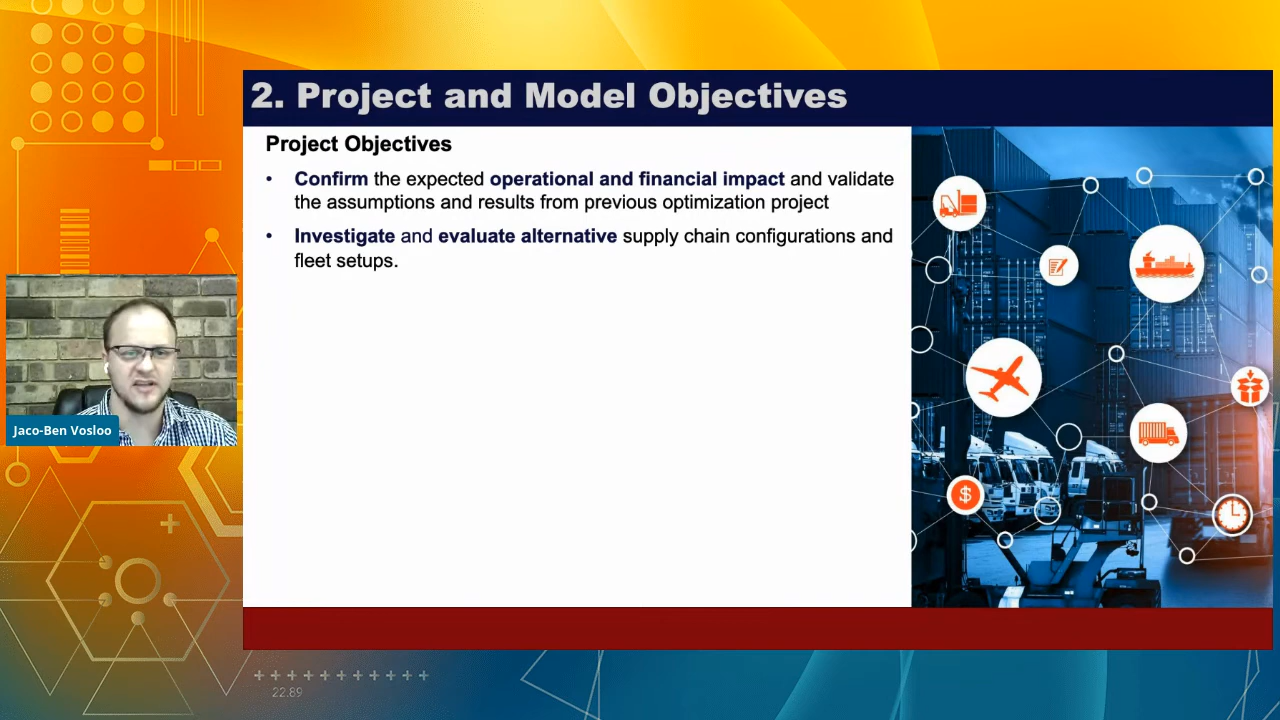 2. Project and Model Objectives
Project Objectives
• Confirm the expected operational and financial impact and validate
the assumptions and results from previous optimization project
• Investigate and evaluate alternative supply chain configurations and
fleet setups.
$
Jaco-Ben Vosloo
22.89